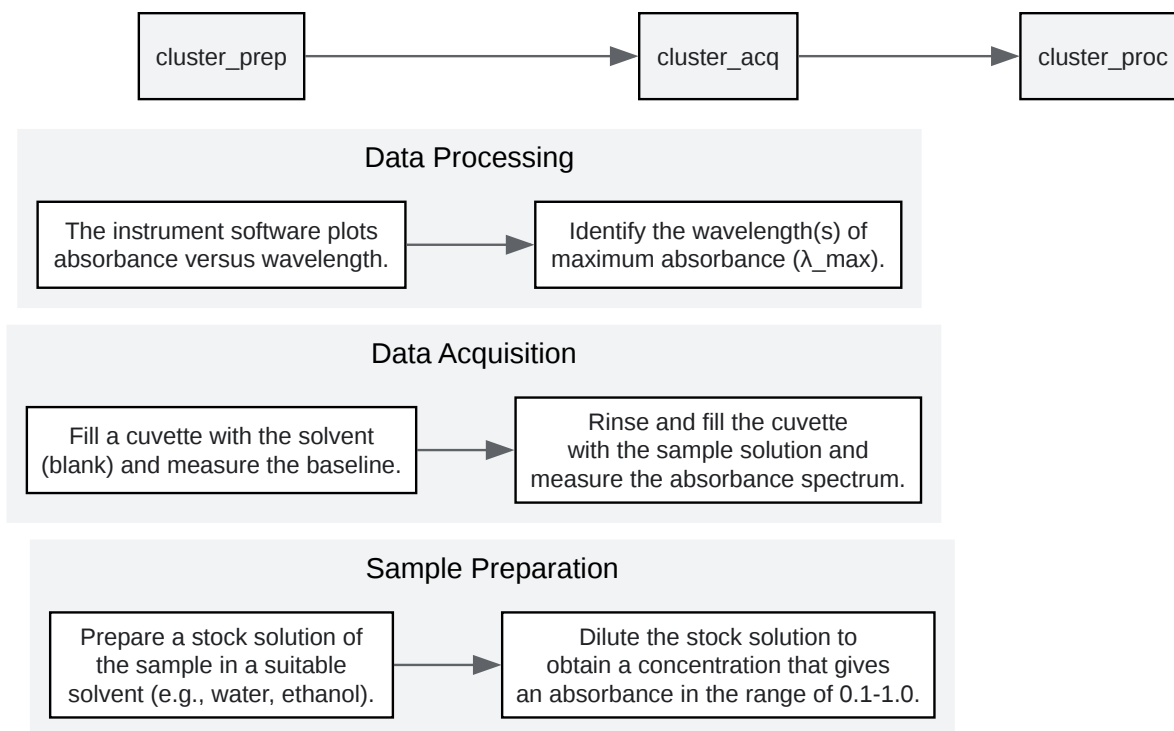 cluster_prep
cluster_acq
cluster_proc
Data Processing
The instrument software plots
absorbance versus wavelength.
Identify the wavelength(s) of
maximum absorbance (λ_max).
Data Acquisition
Fill a cuvette with the solvent
(blank) and measure the baseline.
Rinse and fill the cuvette
with the sample solution and
measure the absorbance spectrum.
Sample Preparation
Prepare a stock solution of
the sample in a suitable
solvent (e.g., water, ethanol).
Dilute the stock solution to
obtain a concentration that gives
an absorbance in the range of 0.1-1.0.